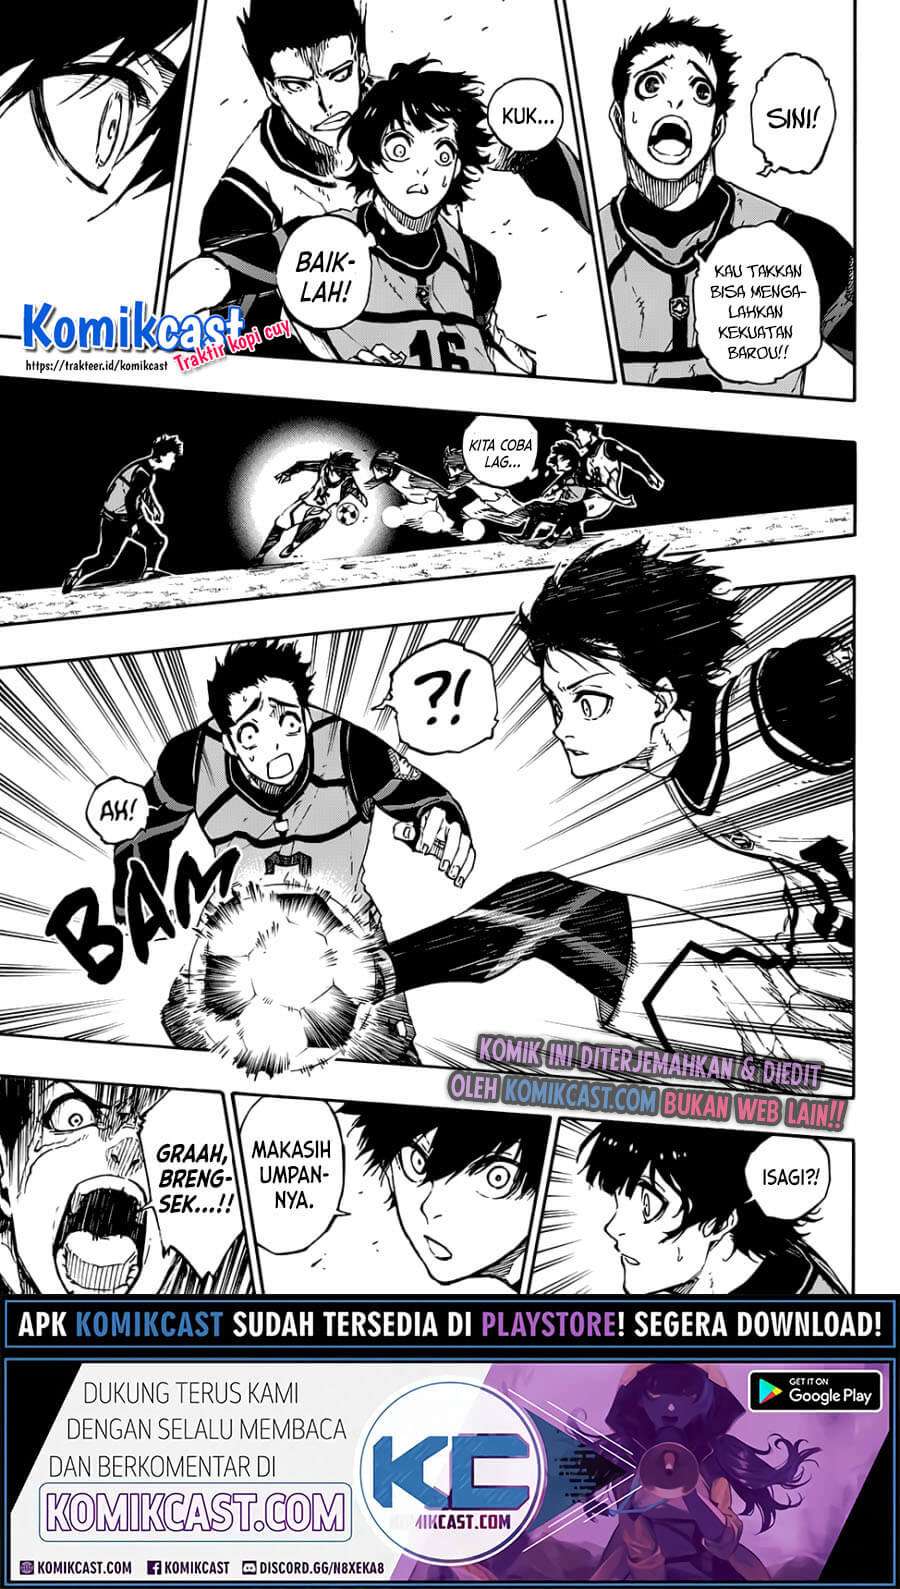 SINI!
KAU TAKKAN
BISA MENGA-
LAHKAN
KEKUATAN
BAROU!!
KUK...
BAIK-
LAH!
16
Komikcast
Traktir kopi cuy
https://trakteer.id/komikcast
KITA COBA
LAG...
?!
AH!
BAM
KOMIK INI DITERJEMAHKAN & DIEDIT
OLEH KOMIKCAST.COM BUKAN WEB LAIN!!
ISAGI?!
MAKASIH
UMPAN-
NYA.
GRAAH,
BRENG-
SEK...!!
APK KOMIKCAST SUDAH TERSEDIA DI PLAYSTORE! SEGERA DOWNLOAD!
DUKUNG TERUS KAMI
DENGAN SELALU MEMBACA
DAN BERKOMENTAR DI
KOMIKCAST.COM
KOMIKCAST.COM
KOMIKCAST
DISCORD.GG/N8XEKA8
KC
KOMIKCAST.COM
GET IT ON
Google Play